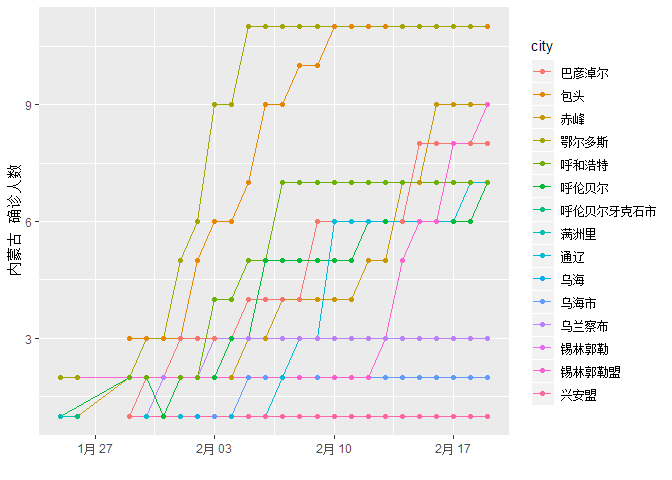 city
巴彦淖尔
包头
赤峰
鄂尔多斯
呼和浩特
呼伦贝尔
呼伦贝尔牙克石市
满洲里
通辽
乌海
乌海市
乌兰察布
锡林郭勒
锡林郭勒盟
兴安盟
内蒙古 确诊人数
9
6
3
1月 27
2月 03
2月 10
2月 17